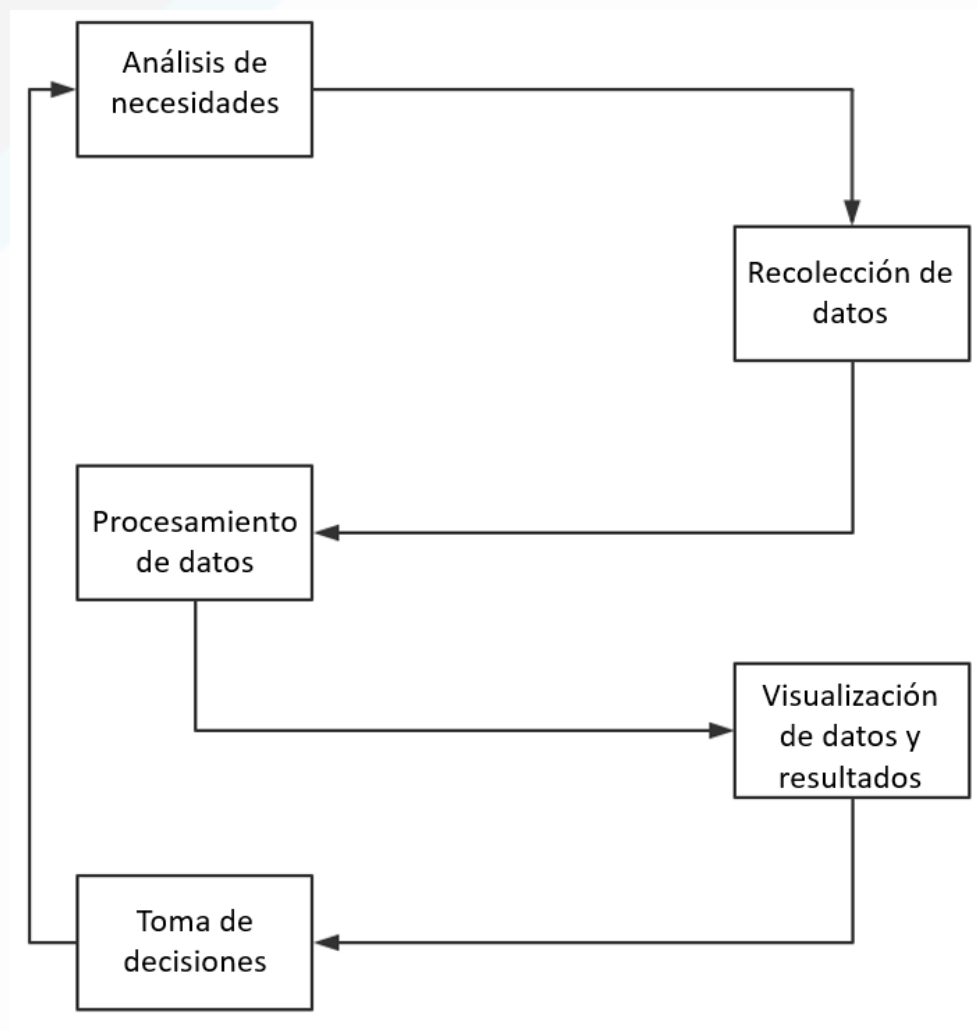 Análisis de
necesidades
Recolección de
datos
Procesamiento
de datos
Visualización
de datos y
resultados
Toma de
decisiones